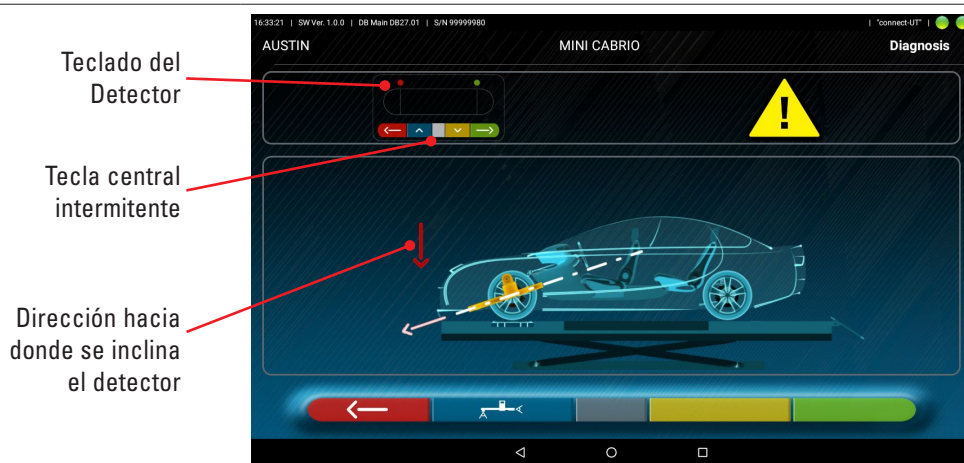 16:33:21 | SW Ver. 1.0.0 | DB Main DB27.01 | S/N 99999980 | "connect-UT" |
AUSTIN MINI CABRIO Diagnosis
Teclado del
Detector
Tecla central
intermitente
Dirección hacia
donde se inclina
el detector